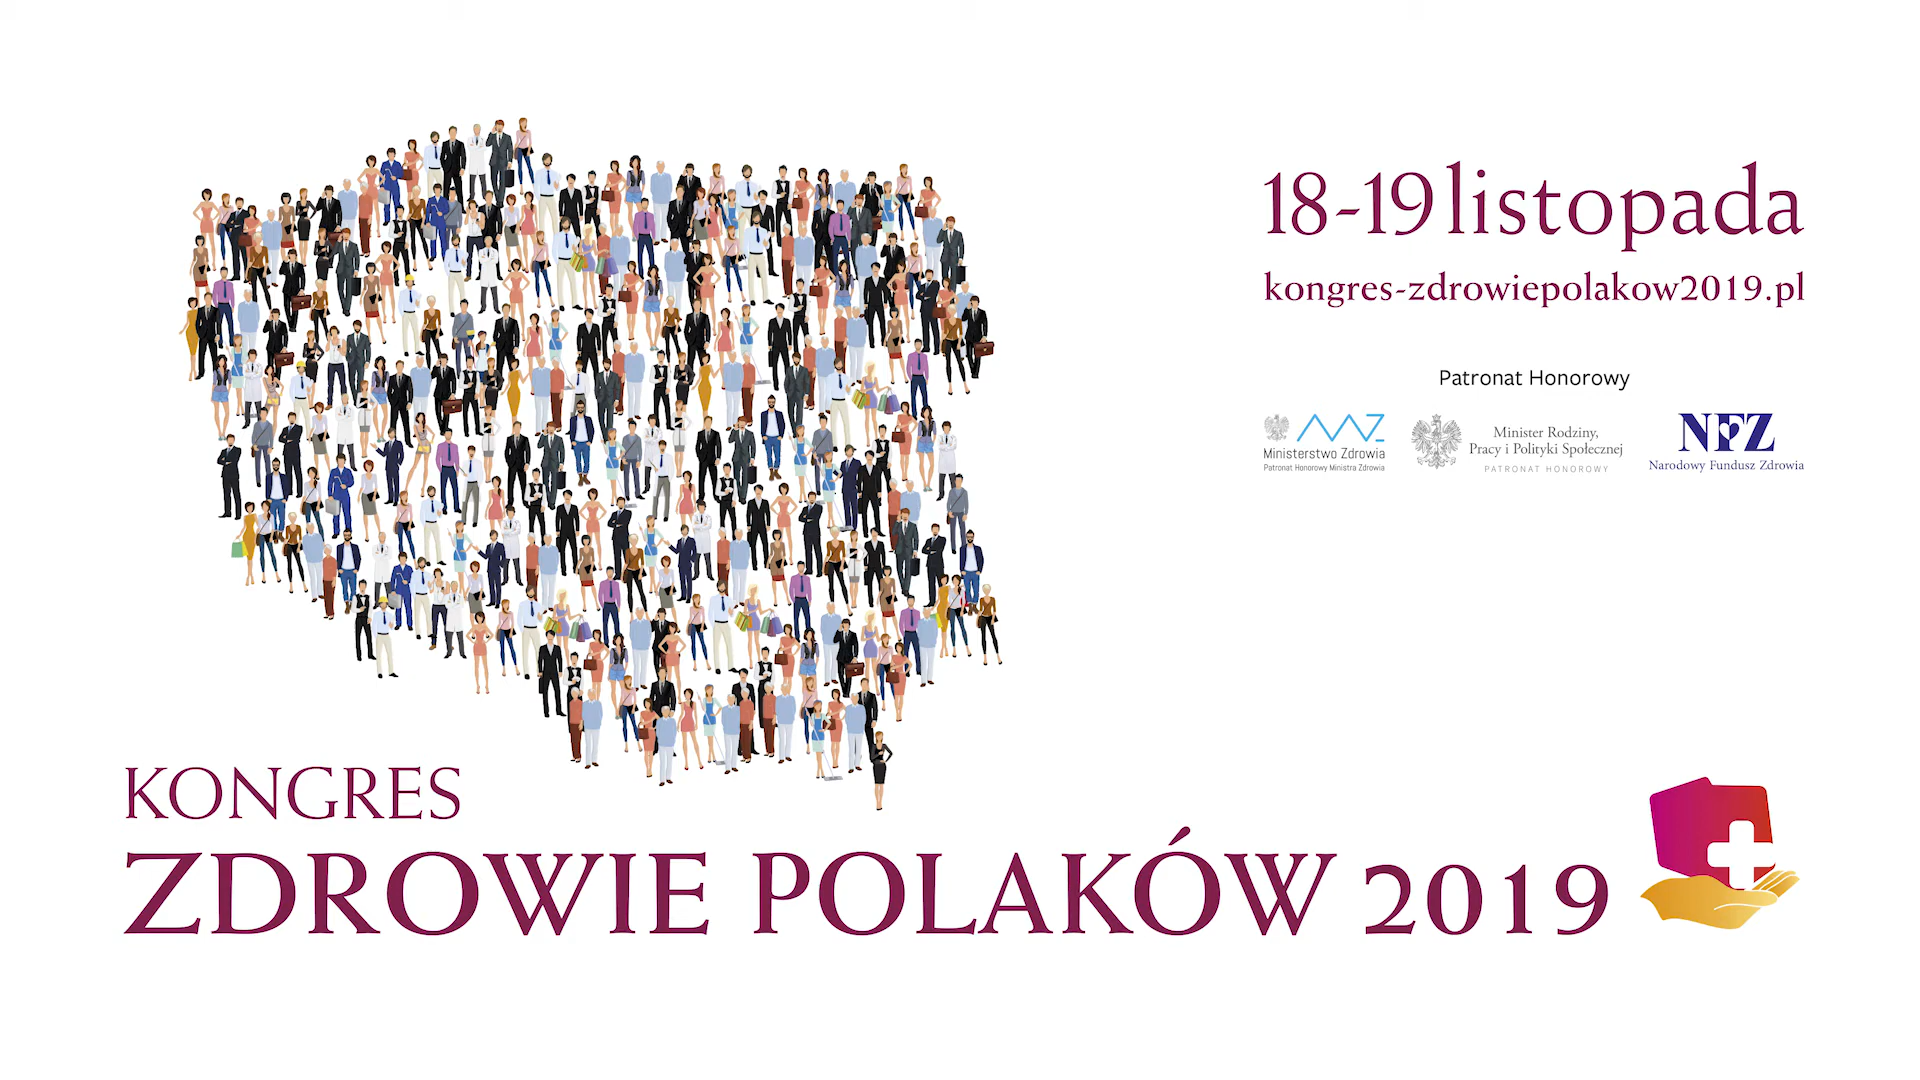 18-19 listopada
kongres-zdrowiepolakow2019.pl
Patronat Honorowy
MZ
Ministerstwo Zdrowia
Patronat Honorowy Ministra Zdrowia
Minister Rodziny,
Pracy i Polityki Społecznej
PATRONAT HONOROWY
NFZ
Narodowy Fundusz Zdrowia
KONGRES
ZDROWIE POLAKÓW 2019